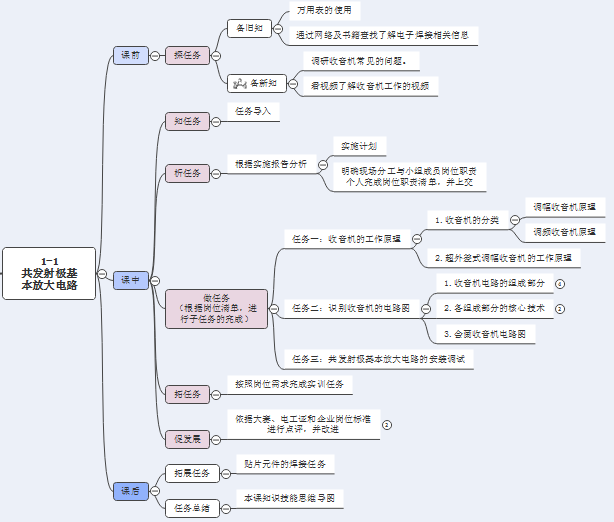 1-1
共发射极基
本放大电路
课前
探任务
备旧知
万用表的使用
通过网络及书籍查找了解电子焊接相关信息
备新知
调研收音机常见的问题。
看视频了解收音机工作的视频
课中
知任务
任务导入
析任务
根据实施报告分析
实施计划
明确现场分工与小组成员岗位职责
个人完成岗位职责清单，并上交
做任务
（根据岗位清单，进
行子任务的完成）
任务一：收音机的工作原理
1.收音机的分类
调幅收音机原理
调频收音机原理
2.超外差式调幅收音机的工作原理
任务二：识别收音机的电路图
1.收音机电路的组成部分
4
2.各组成部分的核心技术
2
3.会画收音机电路图
任务三：共发射极基本放大电路的安装调试
拓任务
按照岗位需求完成实训任务
促发展
依据大赛、电工证和企业岗位标准
进行点评，并改进
2
课后
拓展任务
贴片元件的焊接任务
任务总结
本课知识技能思维导图